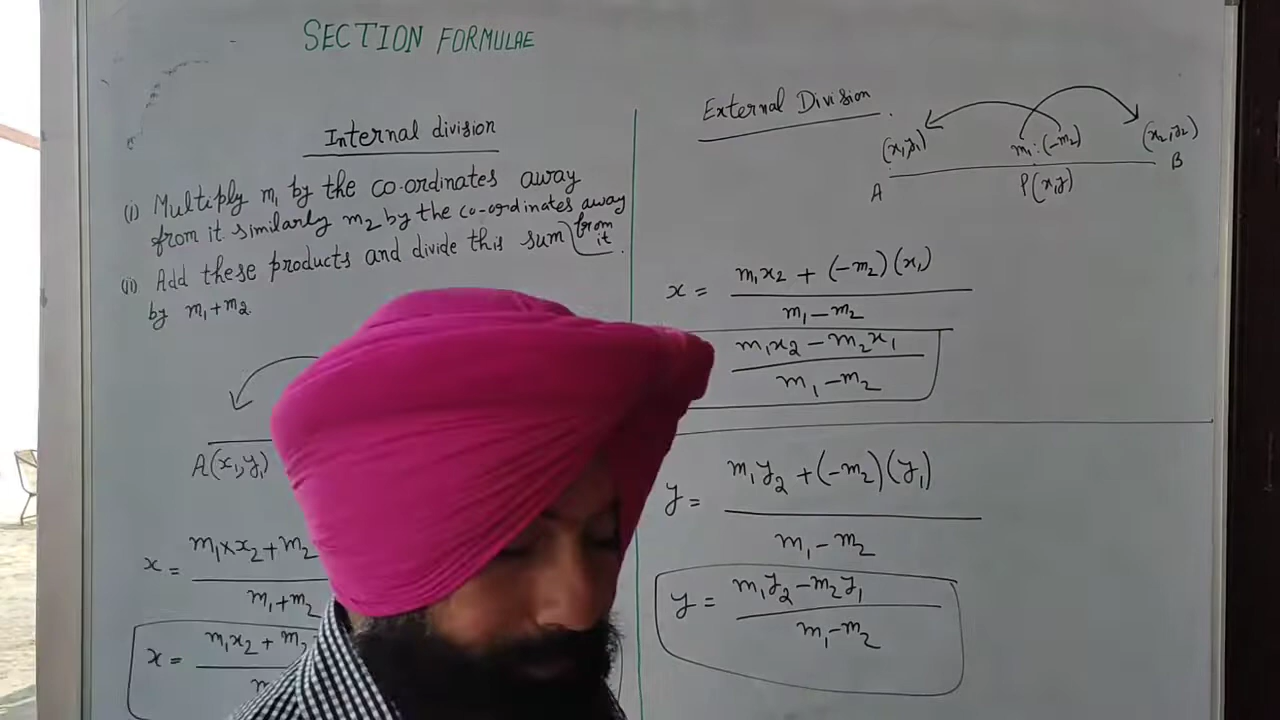 SECTION FORMULAE
Internal division
(i) Multiply m₁ by the co-ordinates away
from it similarly m₂ by the co-ordinates away
from it.
(ii) Add these products and divide this sum
by m₁+m₂
A(x₁,y₁)
x = m₁×x₂+m₂
m₁+m₂
x = m₁x₂+m₂
External Division.
(x₁,y₁)
m₁:(-m₂)
(x₂,y₂)
A
P(x,y)
B
x = m₁x₂ + (-m₂)(x₁)
m₁-m₂
m₁x₂-m₂x₁
m₁-m₂
y = m₁y₂ +(-m₂)(y₁)
m₁-m₂
y = m₁y₂-m₂y₁
m₁-m₂